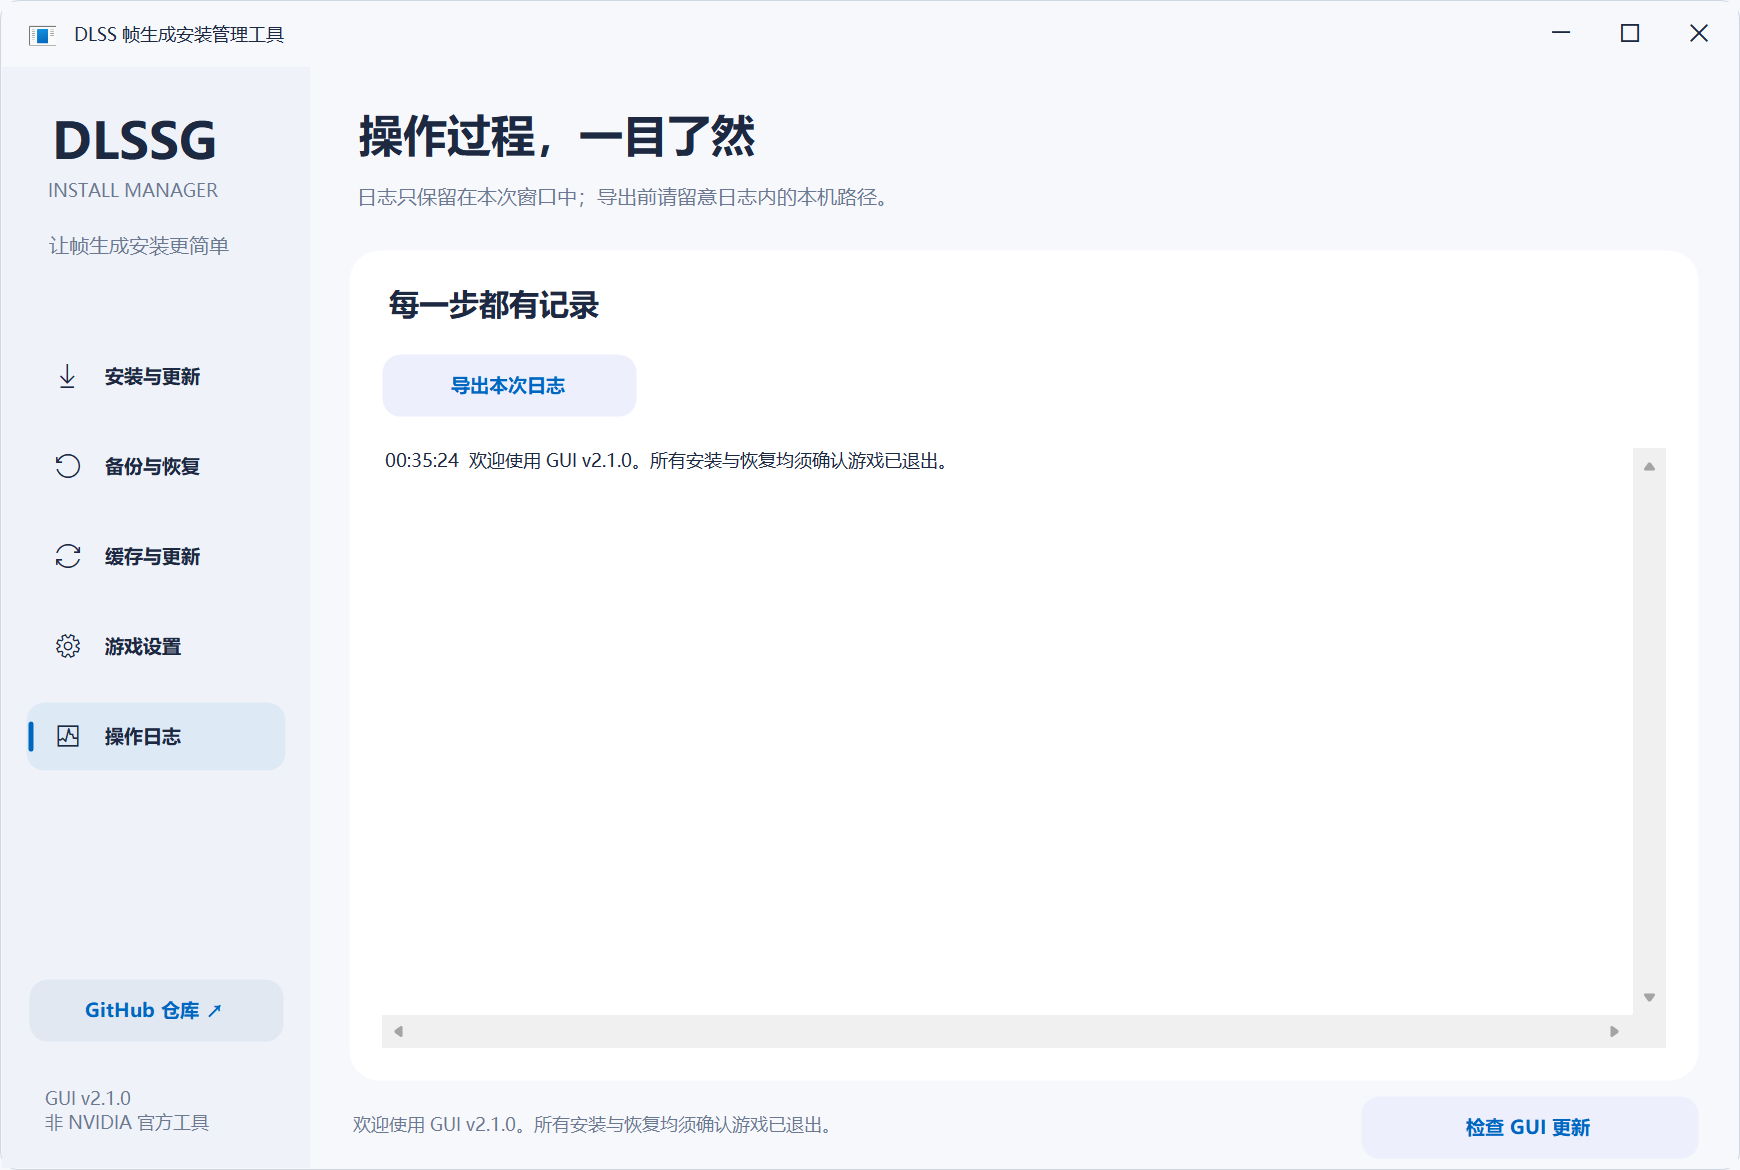 DLSS 帧生成安装管理工具
DLSSG
INSTALL MANAGER
让帧生成安装更简单
安装与更新
备份与恢复
缓存与更新
游戏设置
操作日志
GitHub 仓库 ↗
GUI v2.1.0
非 NVIDIA 官方工具
操作过程，一目了然
日志只保留在本次窗口中；导出前请留意日志内的本机路径。
每一步都有记录
导出本次日志
00:35:24 欢迎使用 GUI v2.1.0。所有安装与恢复均须确认游戏已退出。
欢迎使用 GUI v2.1.0。所有安装与恢复均须确认游戏已退出。
检查 GUI 更新